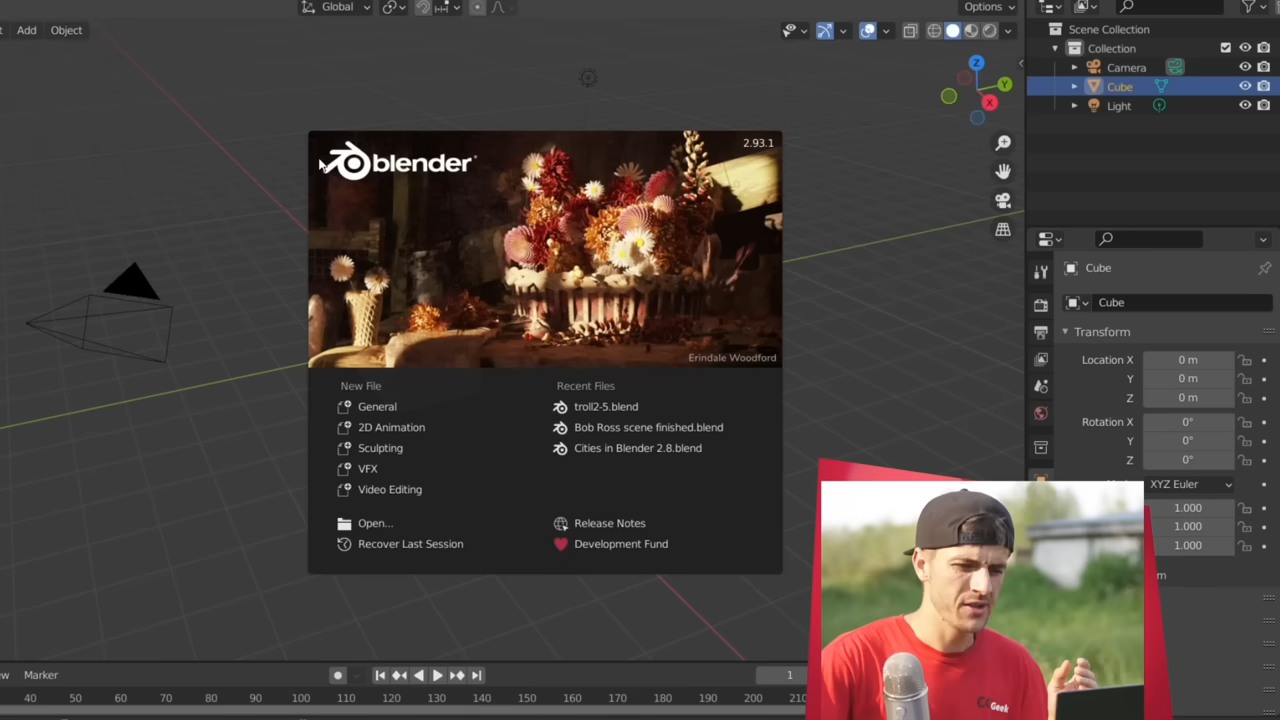 Global
Options
Add Object
Scene Collection
Collection
Camera
Cube
Light
Z
Y
X
blender
2.93.1
Erindale Woodford
New File
General
2D Animation
Sculpting
VFX
Video Editing
Open...
Recover Last Session
Recent Files
troll2-5.blend
Bob Ross scene finished.blend
Cities in Blender 2.8.blend
Release Notes
Development Fund
Cube
Cube
Transform
Location X 0 m
Y 0 m
Z 0 m
Rotation X 0°
Y 0°
Z 0°
XYZ Euler
1.000
1.000
1.000
m
Geek
Marker
1
40 50 60 70 80 90 100 110 120 130 140 150 160 170 180 190 200 210